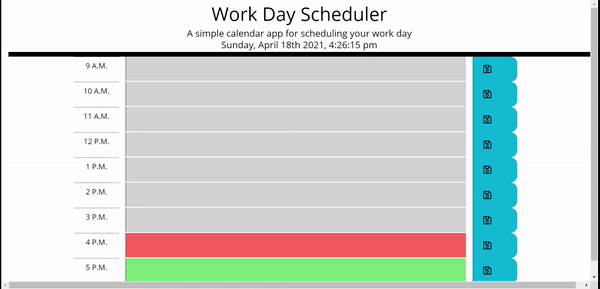 Work Day Scheduler
A simple calendar app for scheduling your work day
Sunday, April 18th 2021, 4:26:15 pm
9 A.M.
10 A.M.
11 A.M.
12 P.M.
1 P.M.
2 P.M.
3 P.M.
4 P.M.
5 P.M.